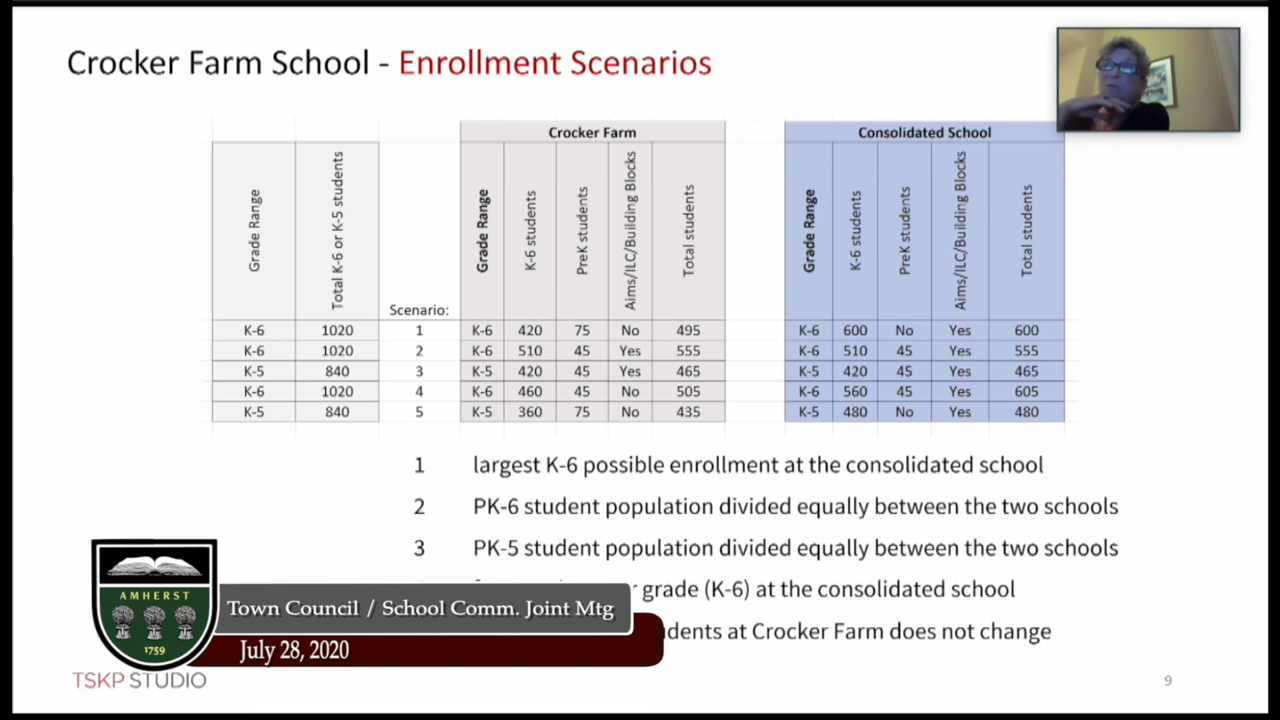 Crocker Farm School - Enrollment Scenarios
Crocker Farm Consolidated School
Grade Range Total K-6 or K-5 students Scenario: Grade Range K-6 students PreK students Aims/ILC/Building Blocks Total students Grade Range K-6 students PreK students Aims/ILC/Building Blocks Total students
K-6 1020 1 K-6 420 75 No 495 K-6 600 No Yes 600
K-6 1020 2 K-6 510 45 Yes 555 K-6 510 45 Yes 555
K-5 840 3 K-5 420 45 Yes 465 K-5 420 45 Yes 465
K-6 1020 4 K-6 460 45 No 505 K-6 560 45 Yes 605
K-5 840 5 K-5 360 75 No 435 K-5 480 No Yes 480
1 largest K-6 possible enrollment at the consolidated school
2 PK-6 student population divided equally between the two schools
3 PK-5 student population divided equally between the two schools
grade (K-6) at the consolidated school
at Crocker Farm does not change
AMHERST
1759
Town Council / School Comm. Joint Mtg
July 28, 2020
TSKP STUDIO
9